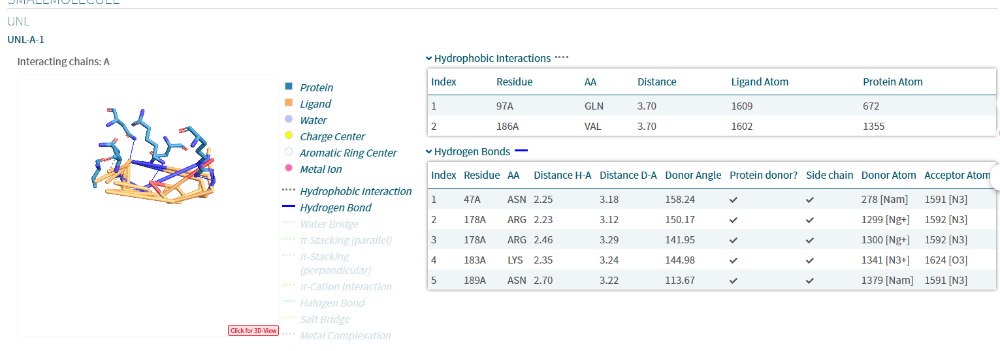 SMALLMOLECULE
UNL
UNL-A-1
Interacting chains: A
Protein
Ligand
Water
Charge Center
Aromatic Ring Center
Metal Ion
Hydrophobic Interaction
Hydrogen Bond
Water Bridge
π-Stacking (parallel)
π-Stacking
(perpendicular)
π-Cation Interaction
Halogen Bond
Salt Bridge
Metal Complexation
Click for 3D-View
Hydrophobic Interactions
Index Residue AA Distance Ligand Atom Protein Atom
1 97A GLN 3.70 1609 672
2 186A VAL 3.70 1602 1355
Hydrogen Bonds
Index Residue AA Distance H-A Distance D-A Donor Angle Protein donor? Side chain Donor Atom Acceptor Atom
1 47A ASN 2.25 3.18 158.24 ✓ ✓ 278 [Nam] 1591 [N3]
2 178A ARG 2.23 3.12 150.17 ✓ ✓ 1299 [Ng+] 1592 [N3]
3 178A ARG 2.46 3.29 141.95 ✓ ✓ 1300 [Ng+] 1592 [N3]
4 183A LYS 2.35 3.24 144.98 ✓ ✓ 1341 [N3+] 1624 [O3]
5 189A ASN 2.70 3.22 113.67 ✓ ✓ 1379 [Nam] 1591 [N3]